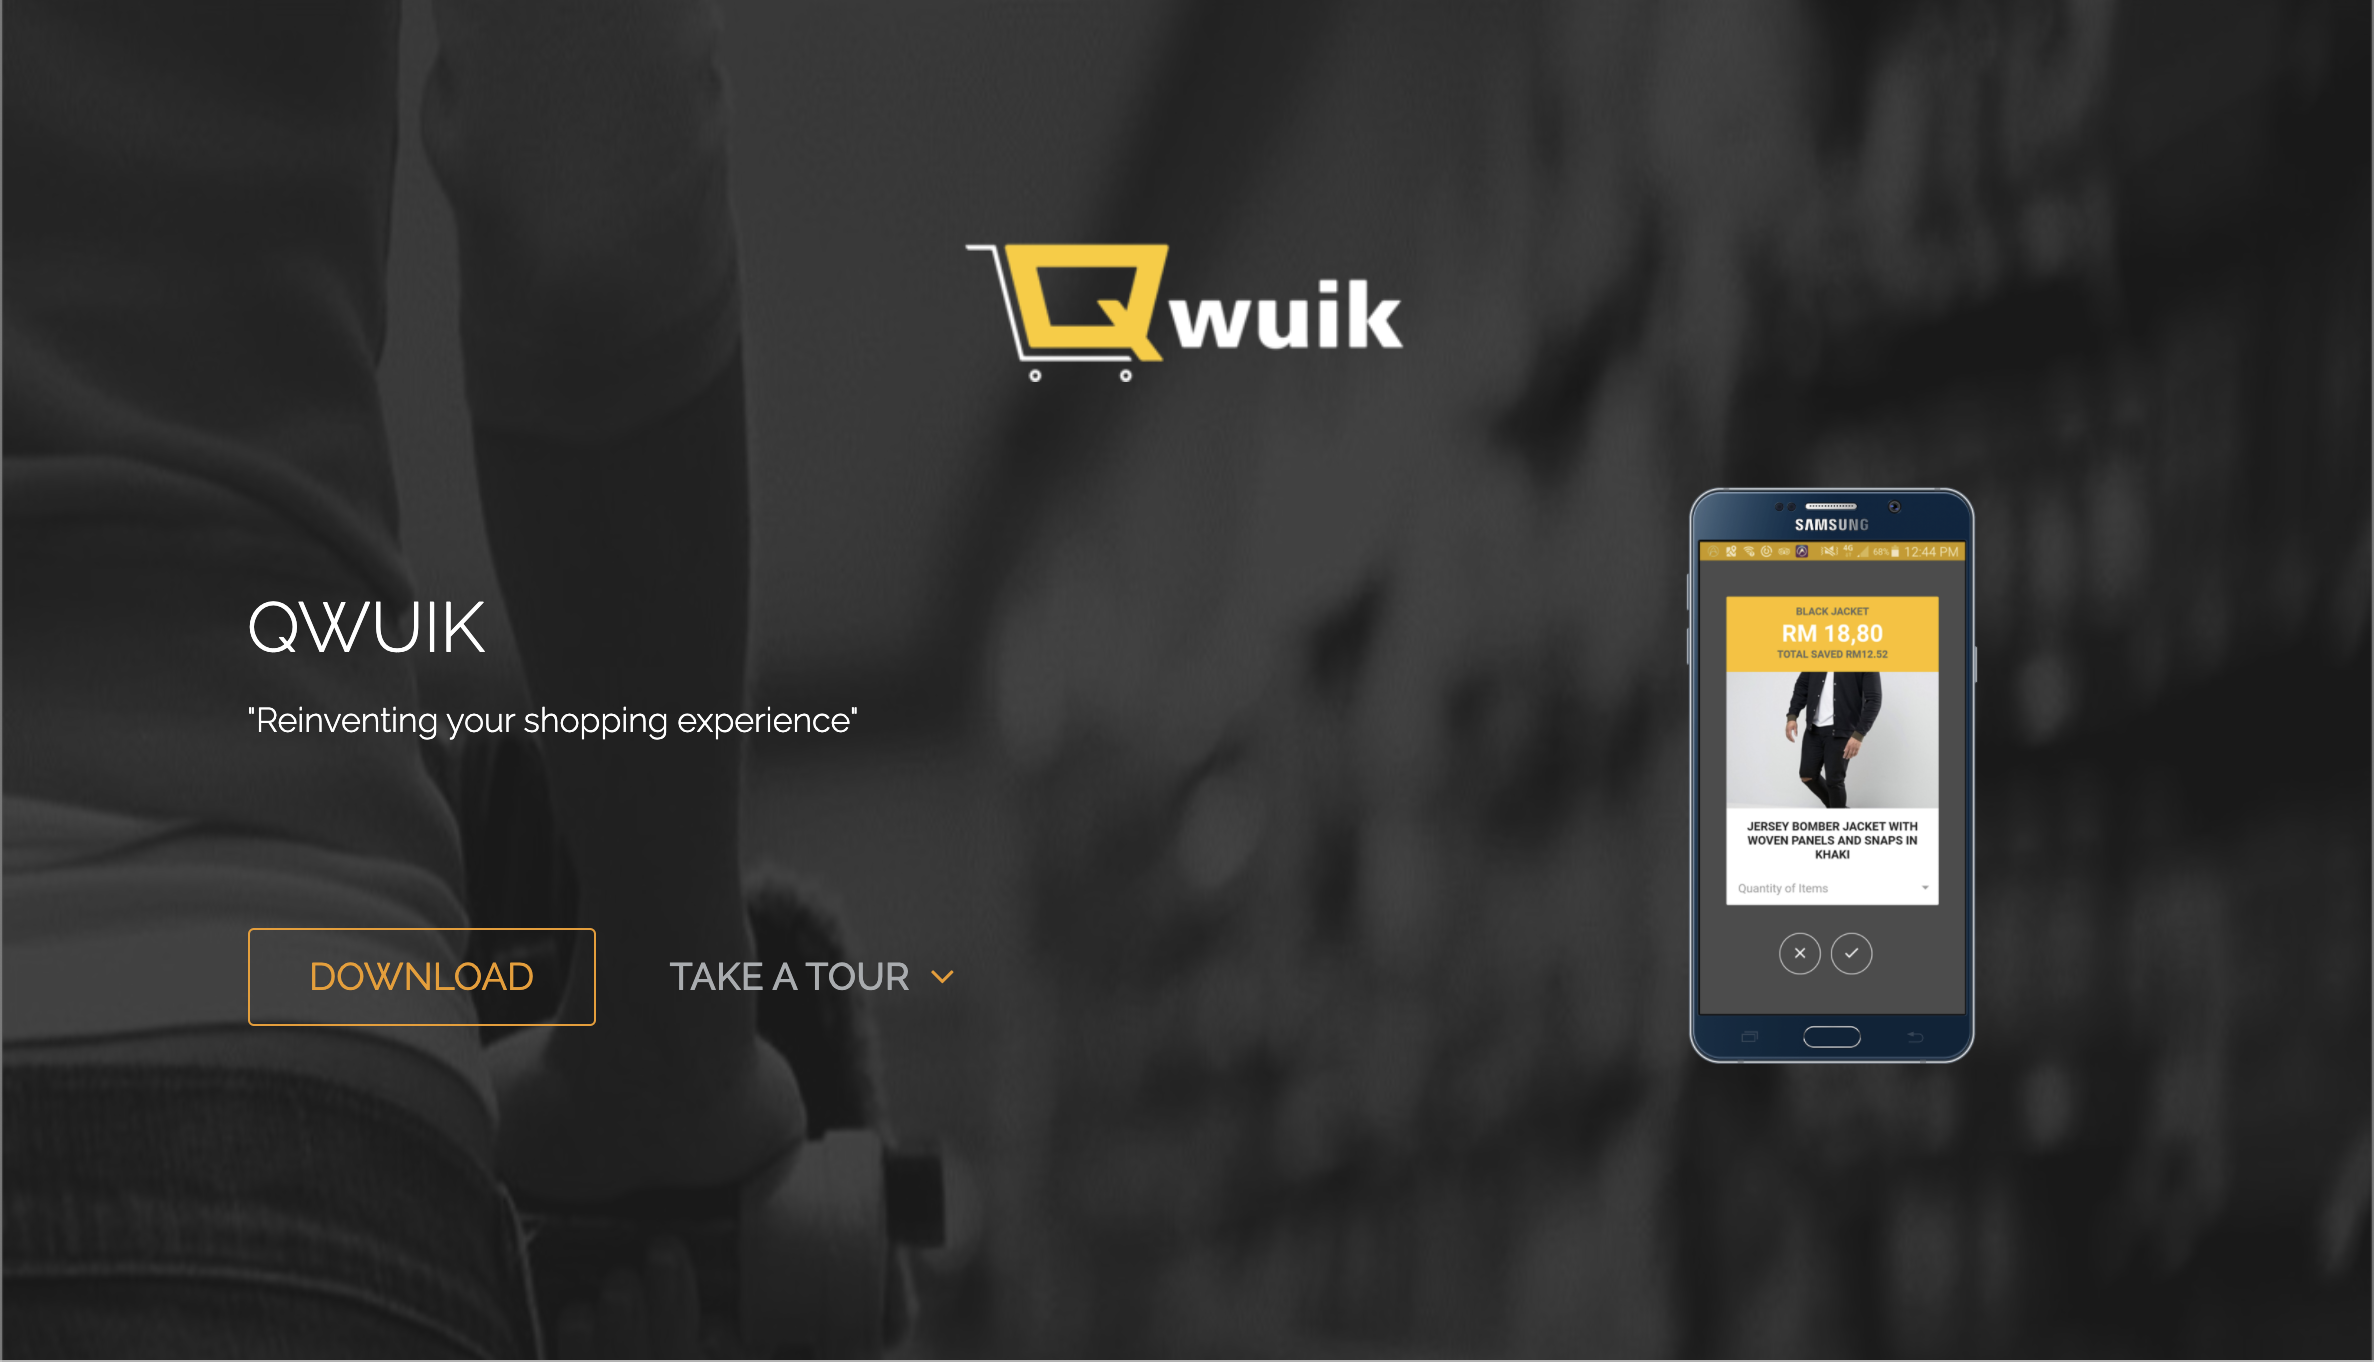 Qwuik
QWUIK
"Reinventing your shopping experience"
DOWNLOAD
TAKE A TOUR
SAMSUNG
4G 68% 12:44 PM
BLACK JACKET
RM 18,80
TOTAL SAVED RM12.52
JERSEY BOMBER JACKET WITH
WOVEN PANELS AND SNAPS IN
KHAKI
Quantity of Items